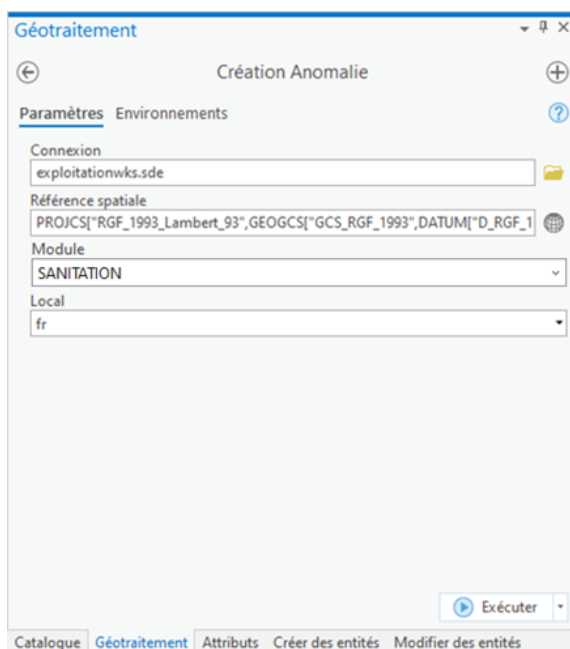 Géotraitement
Création Anomalie
Paramètres Environnements
Connexion
exploitationwks.sde
Référence spatiale
PROJCS["RGF_1993_Lambert_93",GEOGCS["GCS_RGF_1993",DATUM["D_RGF_1
Module
SANITATION
Local
fr
Exécuter
Catalogue Géotraitement Attributs Créer des entités Modifier des entités